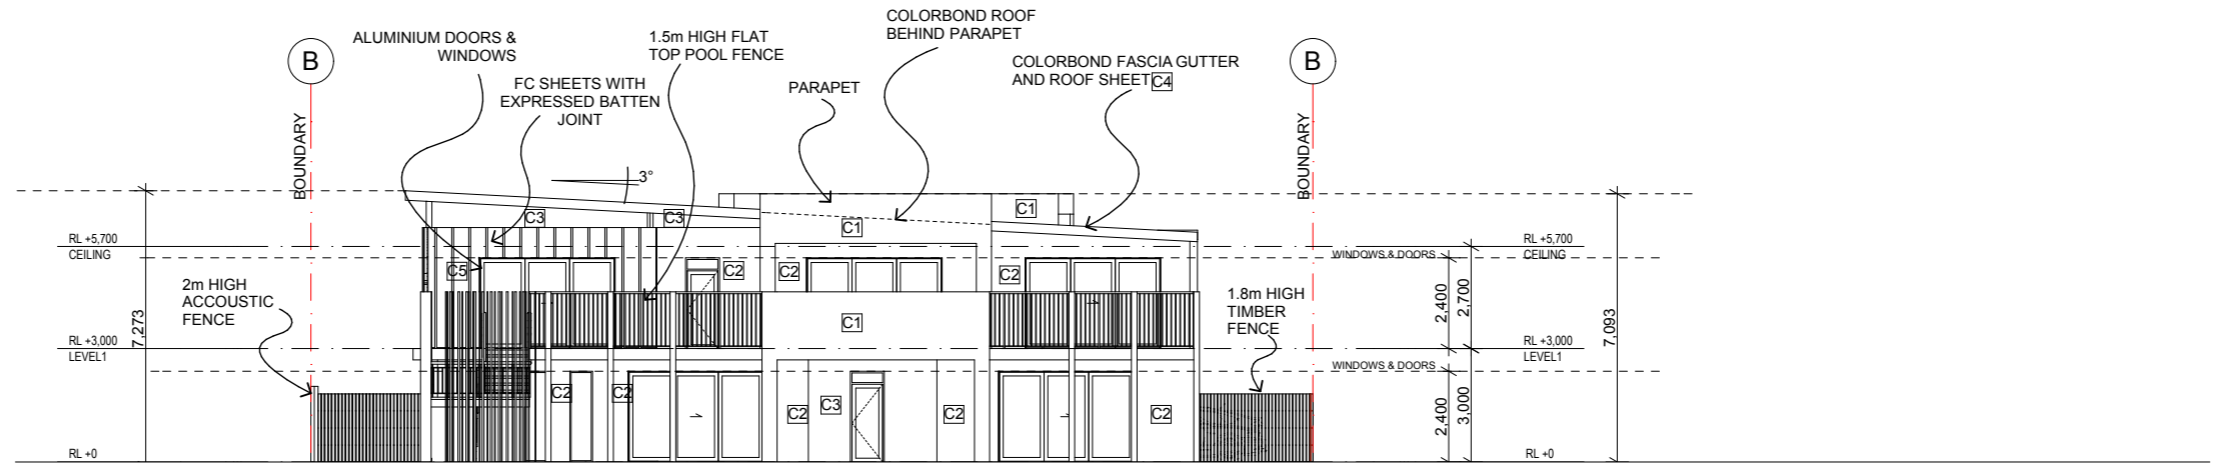 COLORBOND ROOF
BEHIND PARAPET
ALUMINIUM DOORS &
WINDOWS
1.5m HIGH FLAT
TOP POOL FENCE
B
B
COLORBOND FASCIA GUTTER
AND ROOF SHEET C4
FC SHEETS WITH
EXPRESSED BATTEN
JOINT
PARAPET
BOUNDARY
BOUNDARY
3°
C3
C3
C1
C1
RL +5,700
CEILING
WINDOWS & DOORS
RL +5,700
CEILING
C5
C2
C2
C2
2m HIGH
ACCOUSTIC
FENCE
1.8m HIGH
TIMBER
FENCE
7,273
C1
2,400
2,700
7,093
RL +3,000
LEVEL1
RL +3,000
LEVEL1
WINDOWS & DOORS
C2
C2
C2
C3
C2
C2
2,400
3,000
RL +0
RL +0